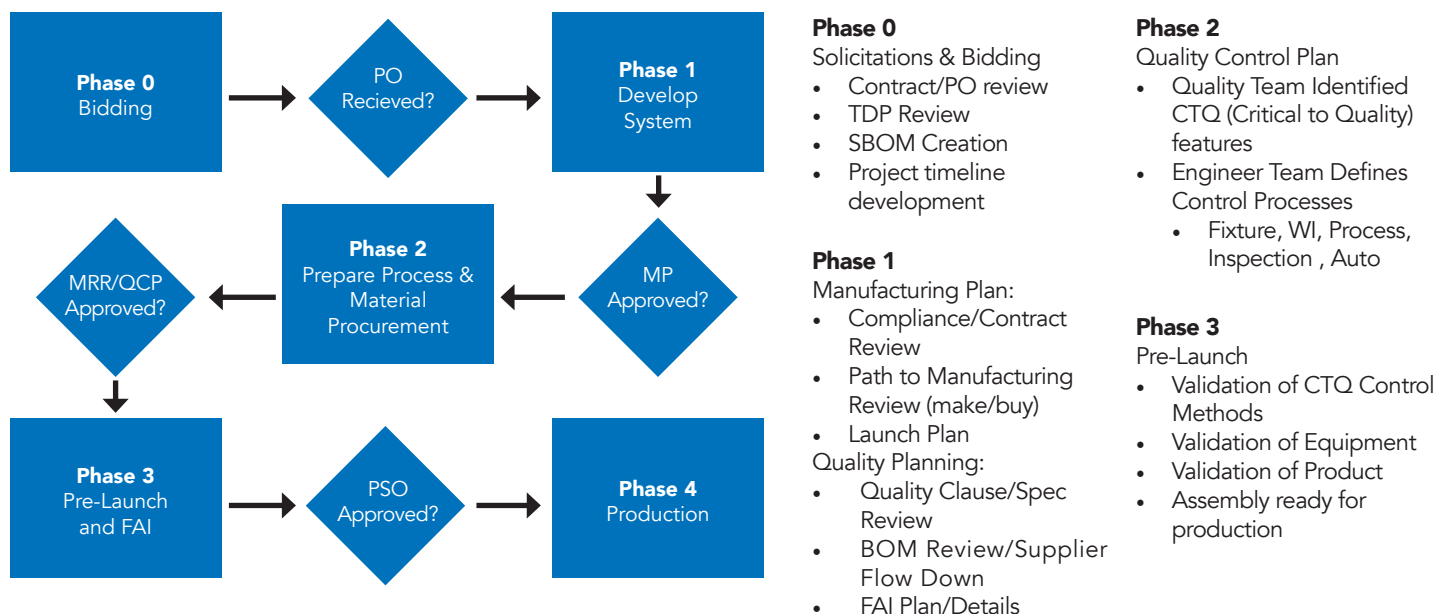 Phase 0
Bidding
PO
Recieved?
Phase 1
Develop
System
MP
Approved?
Phase 2
Prepare Process &
Material
Procurement
MRR/QCP
Approved?
Phase 3
Pre-Launch
and FAI
PSO
Approved?
Phase 4
Production
Phase 0
Solicitations & Bidding
• Contract/PO review
• TDP Review
• SBOM Creation
• Project timeline
development
Phase 1
Manufacturing Plan:
• Compliance/Contract
Review
• Path to Manufacturing
Review (make/buy)
• Launch Plan
Quality Planning:
• Quality Clause/Spec
Review
• BOM Review/Supplier
Flow Down
• FAI Plan/Details
Phase 2
Quality Control Plan
• Quality Team Identified
CTQ (Critical to Quality)
features
• Engineer Team Defines
Control Processes
• Fixture, WI, Process,
Inspection , Auto
Phase 3
Pre-Launch
• Validation of CTQ Control
Methods
• Validation of Equipment
• Validation of Product
• Assembly ready for
production